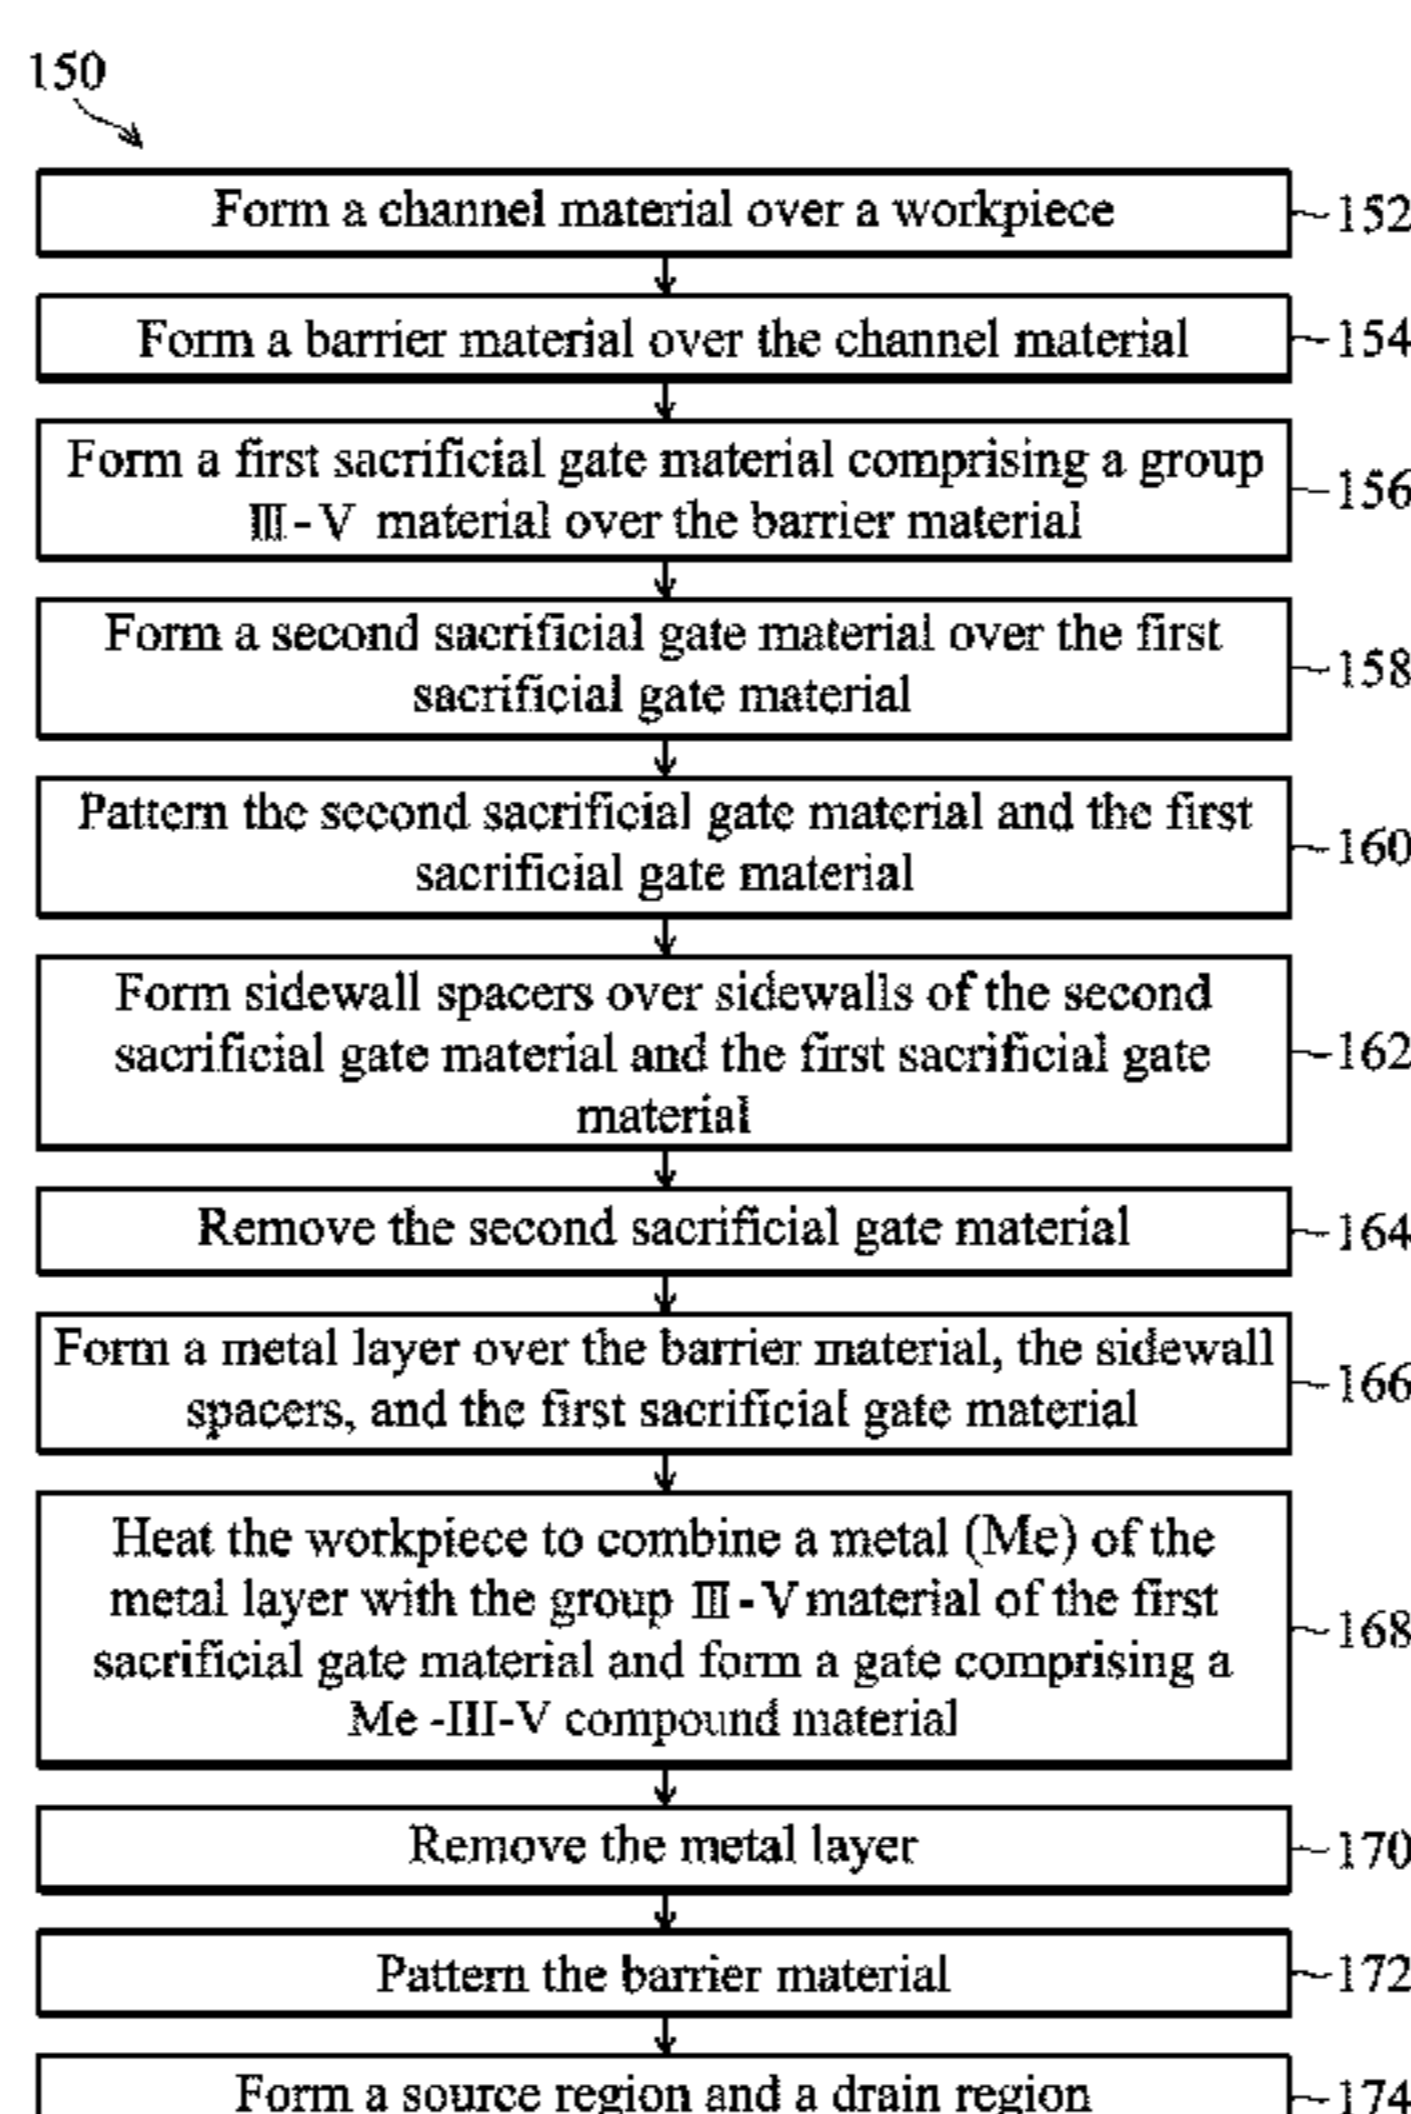 150
Form a channel material over a workpiece
152
Form a barrier material over the channel material
154
Form a first sacrificial gate material comprising a group
III-V material over the barrier material
156
Form a second sacrificial gate material over the first
sacrificial gate material
158
Pattern the second sacrificial gate material and the first
sacrificial gate material
160
Form sidewall spacers over sidewalls of the second
sacrificial gate material and the first sacrificial gate
material
162
Remove the second sacrificial gate material
164
Form a metal layer over the barrier material, the sidewall
spacers, and the first sacrificial gate material
166
Heat the workpiece to combine a metal (Me) of the
metal layer with the group III-V material of the first
sacrificial gate material and form a gate comprising a
Me -III-V compound material
168
Remove the metal layer
170
Pattern the barrier material
172
Form a source region and a drain region
174